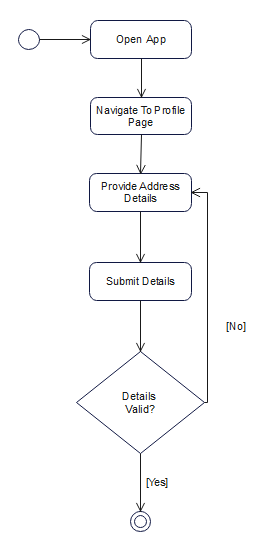 Open App
Navigate To Profile
Page
Provide Address
Details
Submit Details
[No]
Details
Valid?
[Yes]